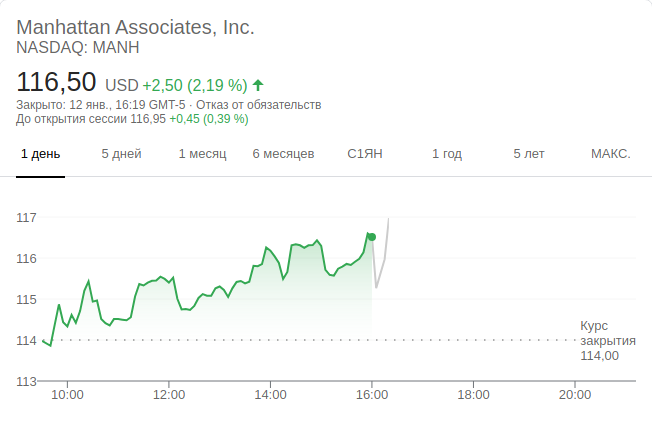 Manhattan Associates, Inc.
NASDAQ: MANH
116,50 USD +2,50 (2,19 %)
Закрыто: 12 янв., 16:19 GMT-5 · Отказ от обязательств
До открытия сессии 116,95 +0,45 (0,39 %)
1 день 5 дней 1 месяц 6 месяцев С1ЯН 1 год 5 лет МАКС.
117
116
115
114
113
Курс
закрытия
114,00
10:00 12:00 14:00 16:00 18:00 20:00